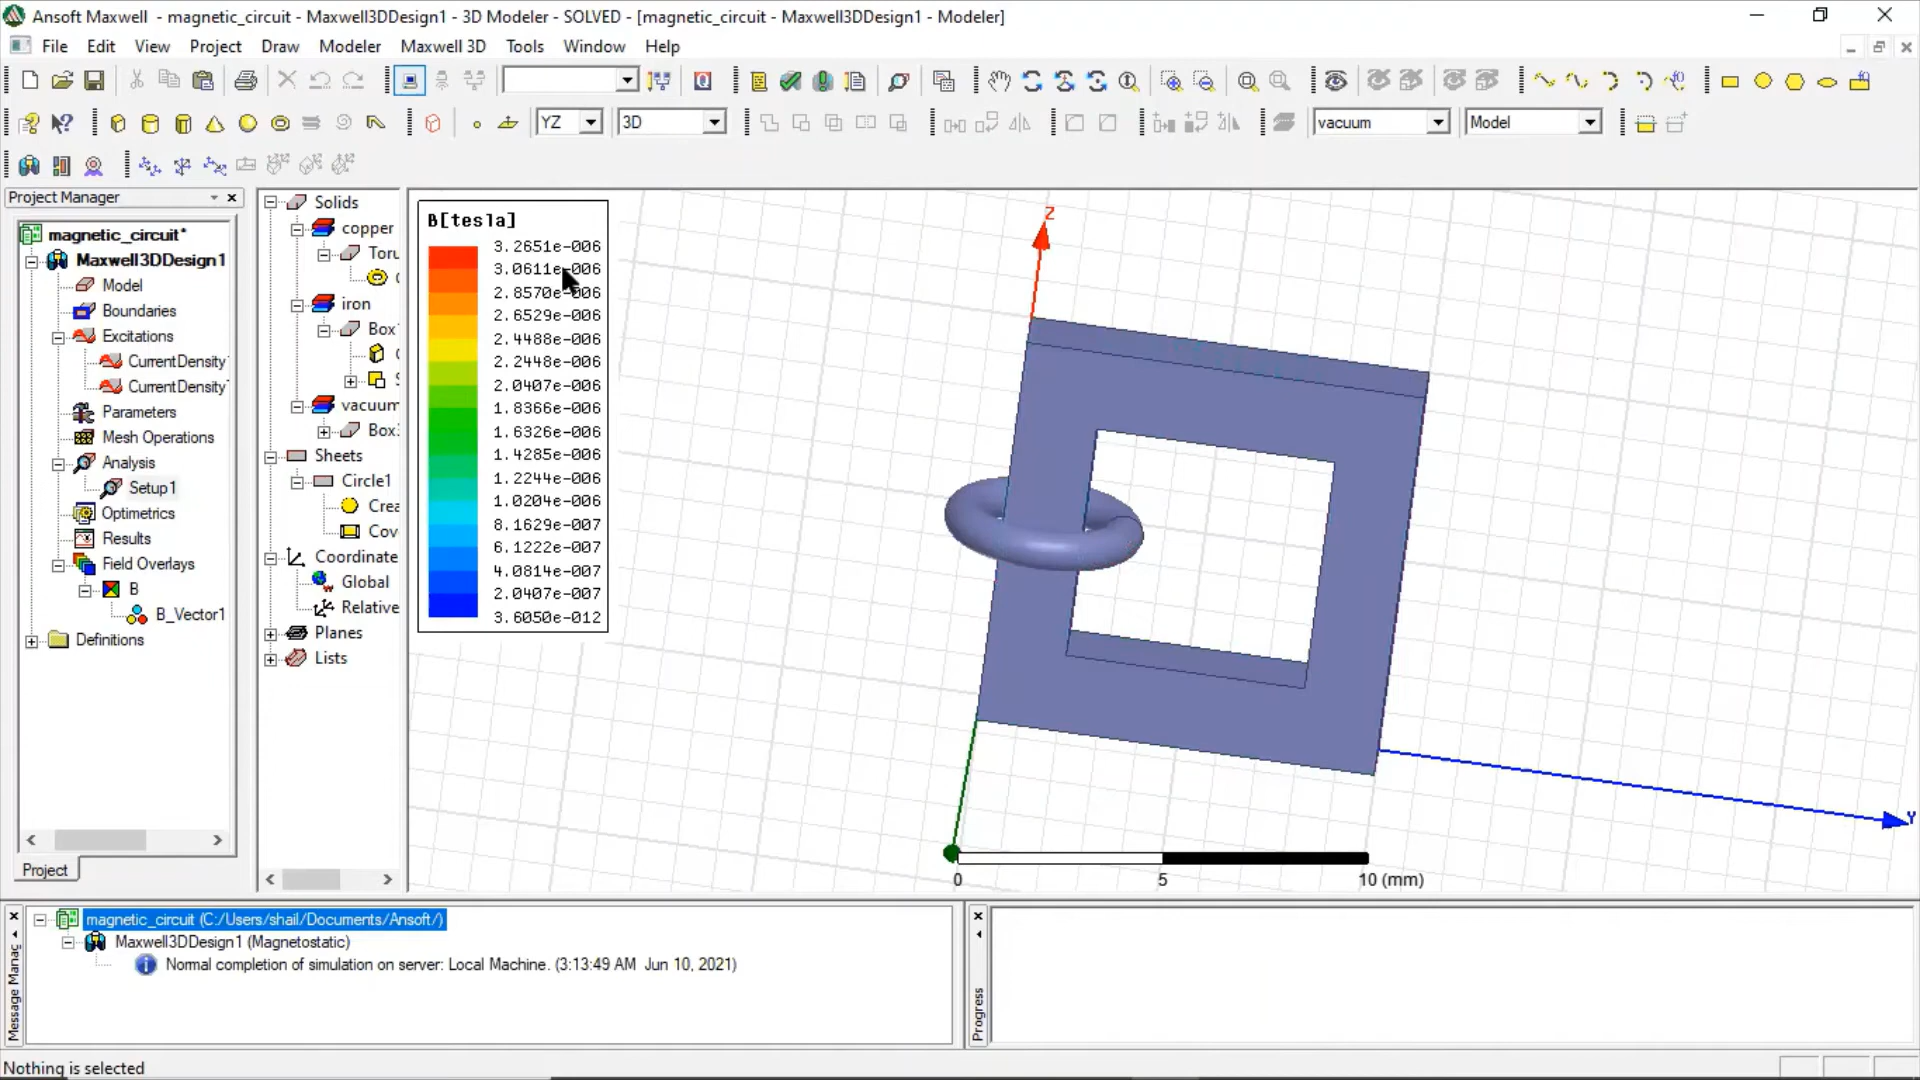 Ansoft Maxwell - magnetic_circuit - Maxwell3DDesign1 - 3D Modeler - SOLVED - [magnetic_circuit - Maxwell3DDesign1 - Modeler]
File Edit View Project Draw Modeler Maxwell 3D Tools Window Help
YZ 3D vacuum Model
Project Manager
magnetic_circuit*
Maxwell3DDesign1
Model
Boundaries
Excitations
CurrentDensity
CurrentDensity
Parameters
Mesh Operations
Analysis
Setup1
Optimetrics
Results
Field Overlays
B
B_Vector1
Definitions
Project
Solids
copper
Toru
iron
Box
vacuum
Box
Sheets
Circle1
Crea
Cov
Coordinate
Global
Relative
Planes
Lists
B[tesla]
3.2651e-006
3.0611e-006
2.8570e-006
2.6529e-006
2.4488e-006
2.2448e-006
2.0407e-006
1.8366e-006
1.6326e-006
1.4285e-006
1.2244e-006
1.0204e-006
8.1629e-007
6.1222e-007
4.0814e-007
2.0407e-007
3.6050e-012
Z
Y
0 5 10 (mm)
Message Manac
magnetic_circuit (C:/Users/shail/Documents/Ansoft/)
Maxwell3DDesign1 (Magnetostatic)
Normal completion of simulation on server: Local Machine. (3:13:49 AM Jun 10, 2021)
Progress
Nothing is selected